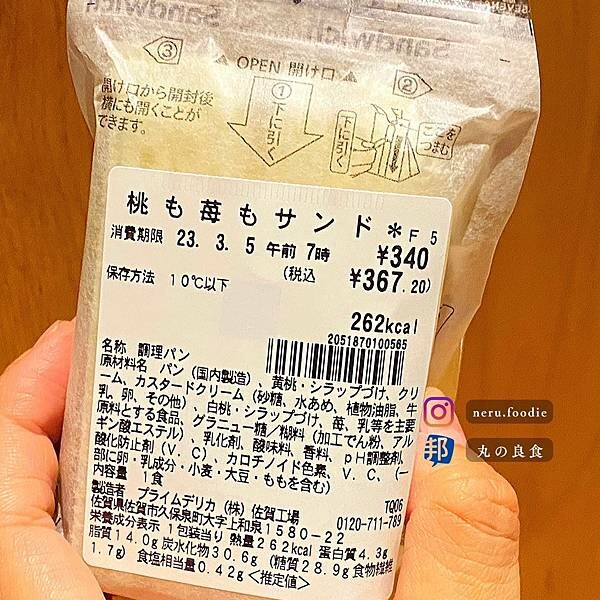 Sandwich
Sandwich
③
▲ OPEN 開け口 ▲
②
開け口から開封後
横にも開くことが
できます。
①
下に引く
下に引く
ここを
つまむ
桃も苺もサンド＊F5
消費期限 23. 3. 5 午前 7時 ¥340
(税込 ¥367.20)
保存方法 10℃以下
262kcal
2051870100565
名称 調理パン
原材料名 パン（国内製造）、黄桃・シラップづけ、クリ
ーム、カスタードクリーム（砂糖、水あめ、植物油脂、牛
乳、卵、その他）、白桃・シラップづけ、苺、乳等を主要
原料とする食品、グラニュー糖／糊料（加工でん粉、アル
ギン酸エステル）、乳化剤、酸味料、香料、pH調整剤、
酸化防止剤（V.C）、カロチノイド色素、V.C、（一
部に卵・乳成分・小麦・大豆・ももを含む）
内容量 1食
製造者 プライムデリカ（株）佐賀工場 TQ06
佐賀県佐賀市久保泉町大字上和泉1580-22 0120-711-789
栄養成分表示 1包装当り 熱量262kcal 蛋白質4.3g
脂質14.0g 炭水化物30.6g（糖質28.9g 食物繊維
1.7g） 食塩相当量0.42g <推定値>
neru.foodie
邦 丸の良食